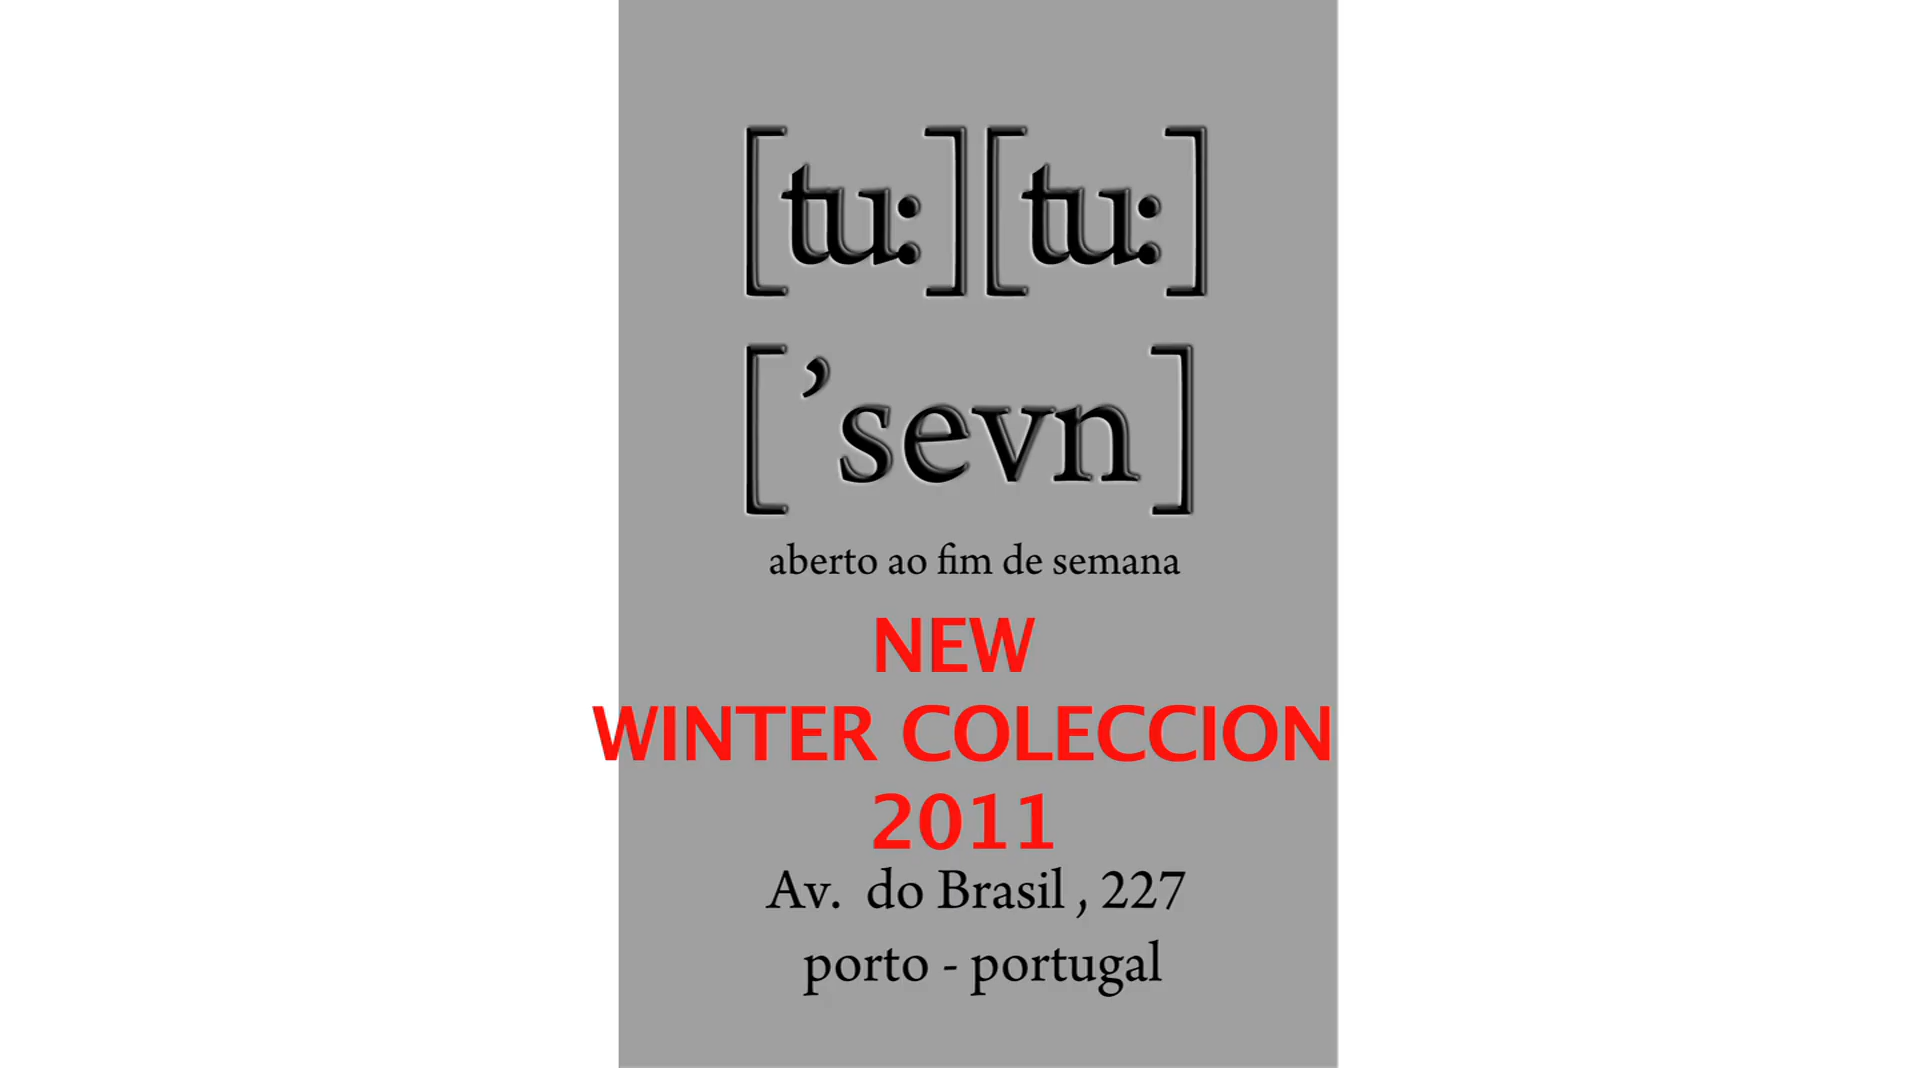 [tu:][tu:]
[’sevn]
aberto ao fim de semana
NEW
WINTER COLECCION
2011
Av. do Brasil , 227
porto - portugal